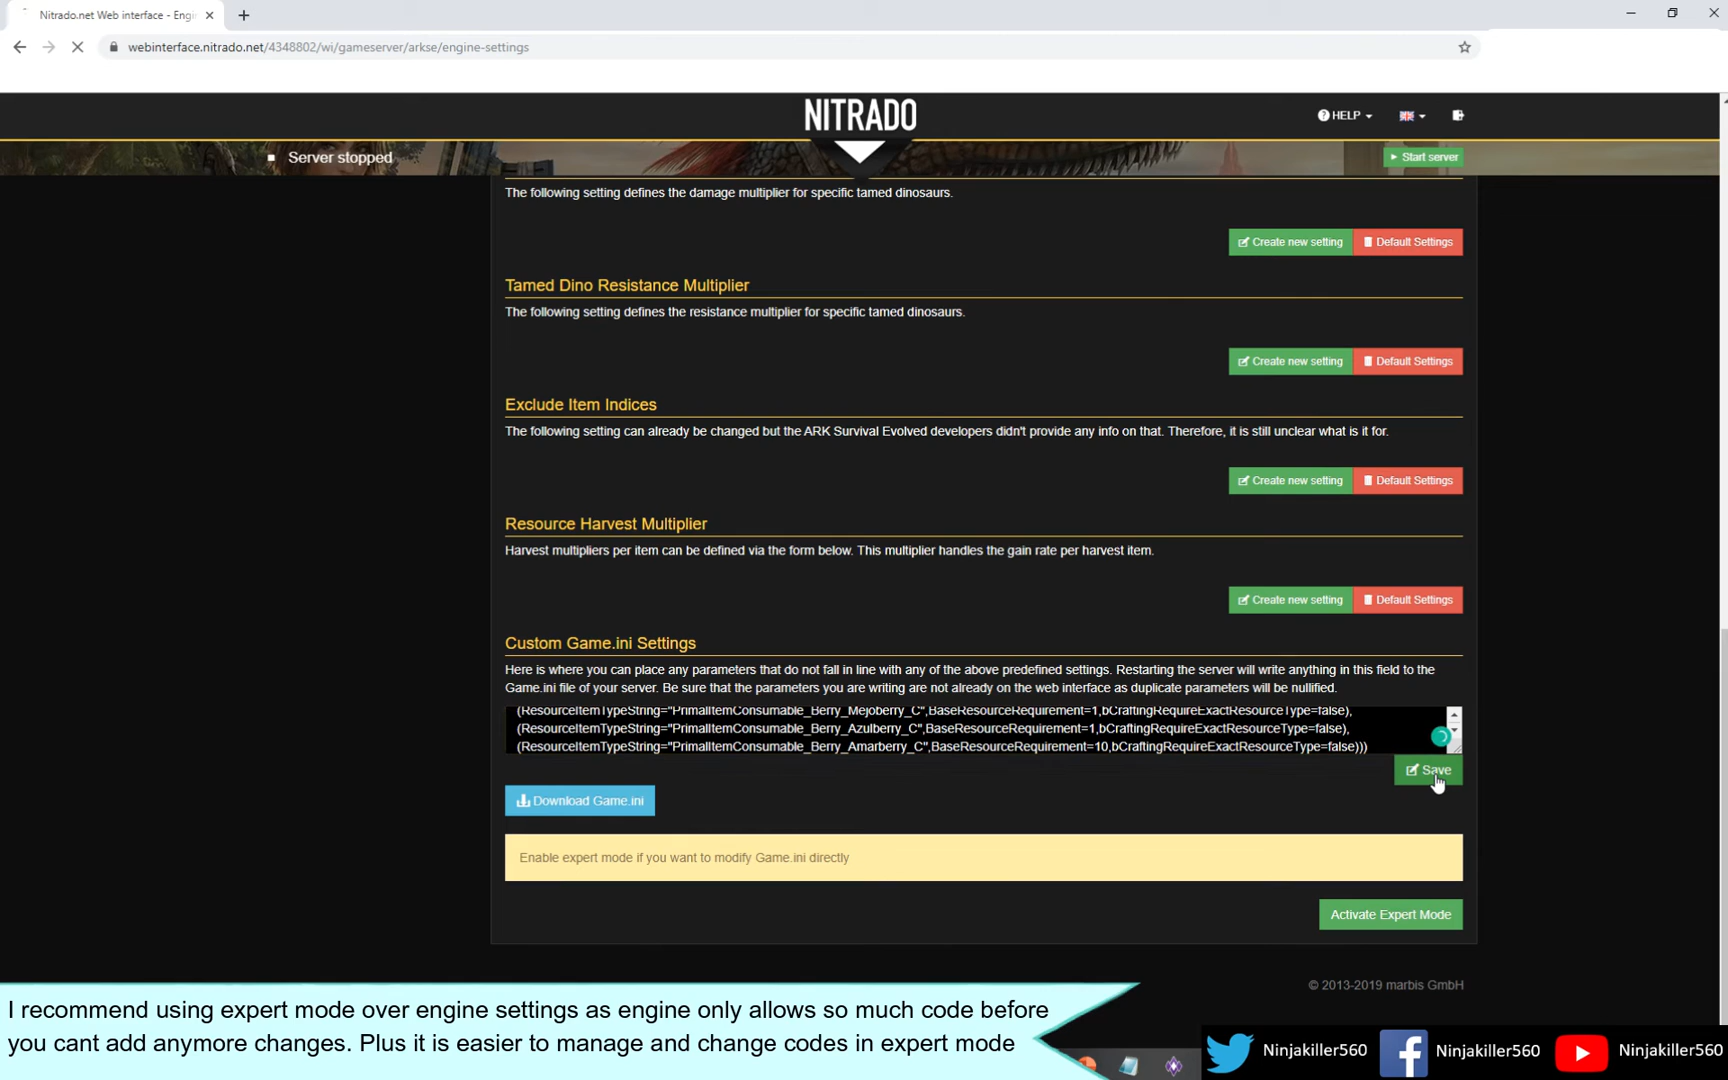 Nitrado.net Web interface - Engi
webinterface.nitrado.net/4348802/wi/gameserver/arkse/engine-settings
NITRADO
HELP
Server stopped
Start server
The following setting defines the damage multiplier for specific tamed dinosaurs.
Create new setting Default Settings
Tamed Dino Resistance Multiplier
The following setting defines the resistance multiplier for specific tamed dinosaurs.
Create new setting Default Settings
Exclude Item Indices
The following setting can already be changed but the ARK Survival Evolved developers didn't provide any info on that. Therefore, it is still unclear what is it for.
Create new setting Default Settings
Resource Harvest Multiplier
Harvest multipliers per item can be defined via the form below. This multiplier handles the gain rate per harvest item.
Create new setting Default Settings
Custom Game.ini Settings
Here is where you can place any parameters that do not fall in line with any of the above predefined settings. Restarting the server will write anything in this field to the
Game.ini file of your server. Be sure that the parameters you are writing are not already on the web interface as duplicate parameters will be nullified.
(ResourceItemTypeString="PrimalItemConsumable_Berry_Mejoberry_C",BaseResourceRequirement=1,bCraftingRequireExactResourceType=false),
(ResourceItemTypeString="PrimalItemConsumable_Berry_Azulberry_C",BaseResourceRequirement=1,bCraftingRequireExactResourceType=false),
(ResourceItemTypeString="PrimalItemConsumable_Berry_Amarberry_C",BaseResourceRequirement=10,bCraftingRequireExactResourceType=false)))
Save
Download Game.ini
Enable expert mode if you want to modify Game.ini directly
Activate Expert Mode
© 2013-2019 marbis GmbH
I recommend using expert mode over engine settings as engine only allows so much code before
you cant add anymore changes. Plus it is easier to manage and change codes in expert mode
Ninjakiller560 Ninjakiller560 Ninjakiller560